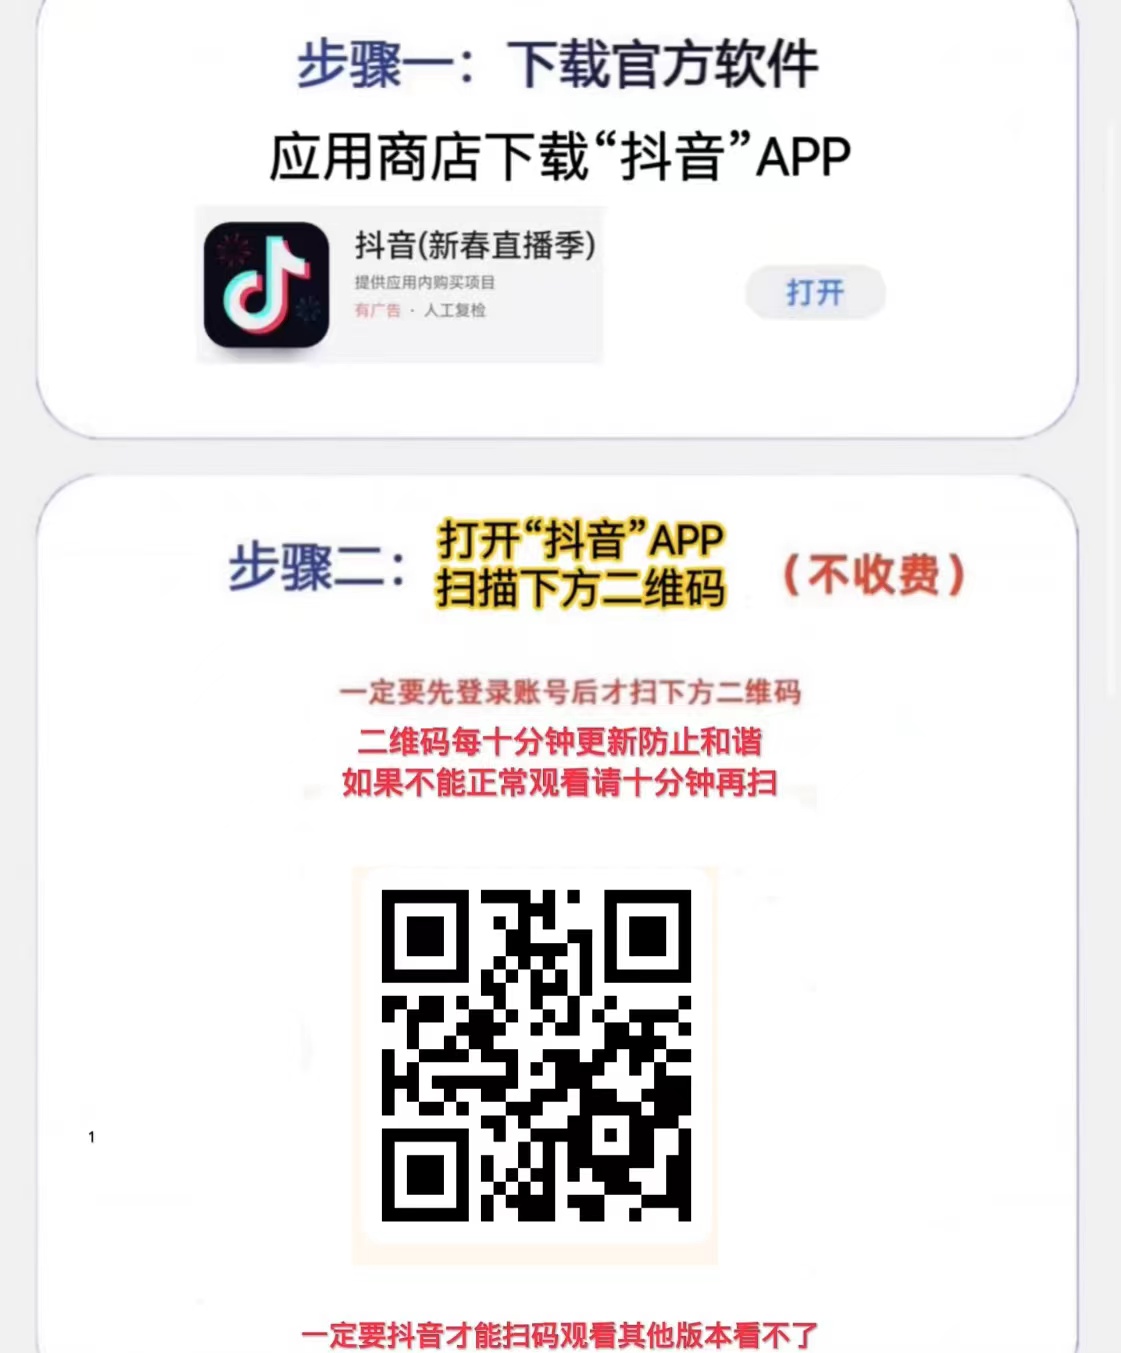 步骤一：下载官方软件
应用商店下载“抖音”APP
抖音(新春直播季)
提供应用内购买项目
有广告 · 人工复检
打开
步骤二：
打开“抖音”APP
扫描下方二维码
（不收费）
一定要先登录账号后才扫下方二维码
二维码每十分钟更新防止和谐
如果不能正常观看请十分钟再扫
1
一定要抖音才能扫码观看其他版本看不了